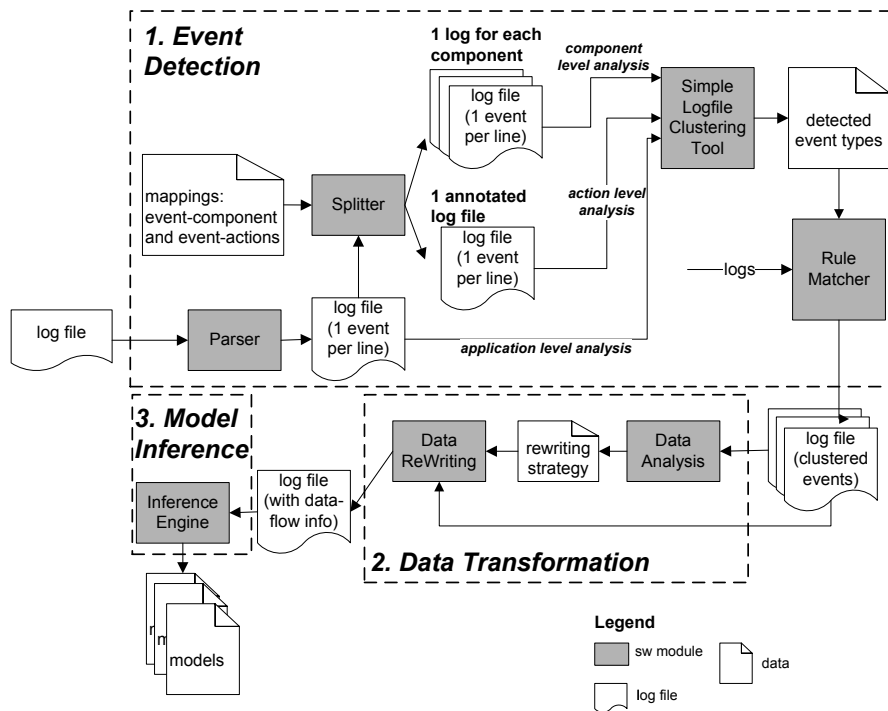 1. Event
Detection
1 log for each
component
log file
(1 event
per line)
component
level analysis
Simple
Logfile
Clustering
Tool
detected
event types
mappings:
event-component
and event-actions
Splitter
1 annotated
log file
log file
(1 event
per line)
action level
analysis
logs
Rule
Matcher
log file
Parser
log file
(1 event
per line)
application level analysis
3. Model
Inference
Inference
Engine
log file
(with data-
flow info)
Data
ReWriting
rewriting
strategy
Data
Analysis
log file
(clustered
events)
2. Data Transformation
models
Legend
sw module
data
log file